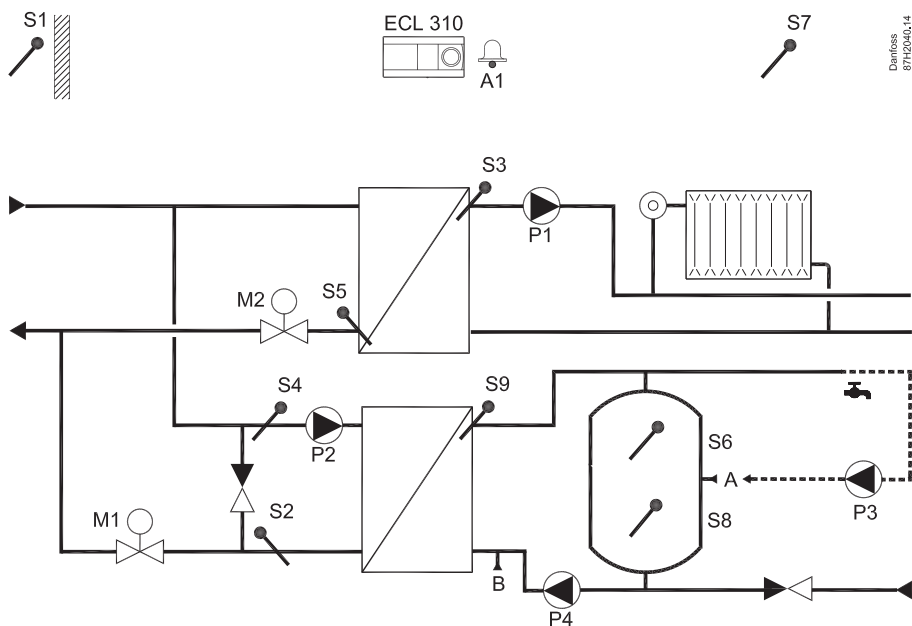 S1
ECL 310
A1
S7
Danfoss
87H2040.14
S3
P1
M2
S5
S4
P2
S9
S6
A
S8
P3
M1
S2
B
P4